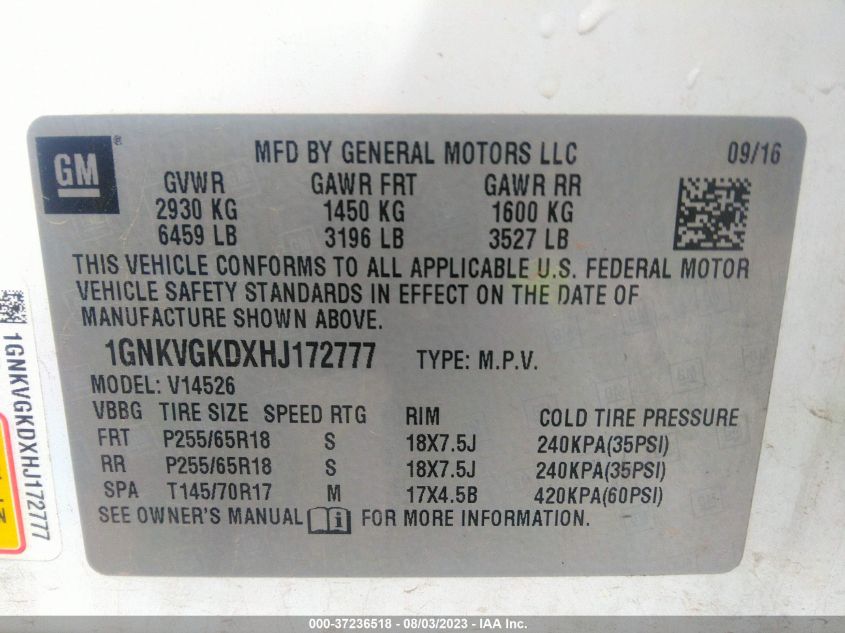 GM®
MFD BY GENERAL MOTORS LLC
09/16
GVWR GAWR FRT GAWR RR
2930 KG 1450 KG 1600 KG
6459 LB 3196 LB 3527 LB
THIS VEHICLE CONFORMS TO ALL APPLICABLE U.S. FEDERAL MOTOR
VEHICLE SAFETY STANDARDS IN EFFECT ON THE DATE OF
MANUFACTURE SHOWN ABOVE.
1GNKVGKDXHJ172777 TYPE: M.P.V.
MODEL: V14526
VBBG TIRE SIZE SPEED RTG RIM COLD TIRE PRESSURE
FRT P255/65R18 S 18X7.5J 240KPA(35PSI)
RR P255/65R18 S 18X7.5J 240KPA(35PSI)
SPA T145/70R17 M 17X4.5B 420KPA(60PSI)
SEE OWNER'S MANUAL i FOR MORE INFORMATION.
1GNKVGKDXHJ172777
000-37236518 - 08/03/2023 - IAA Inc.